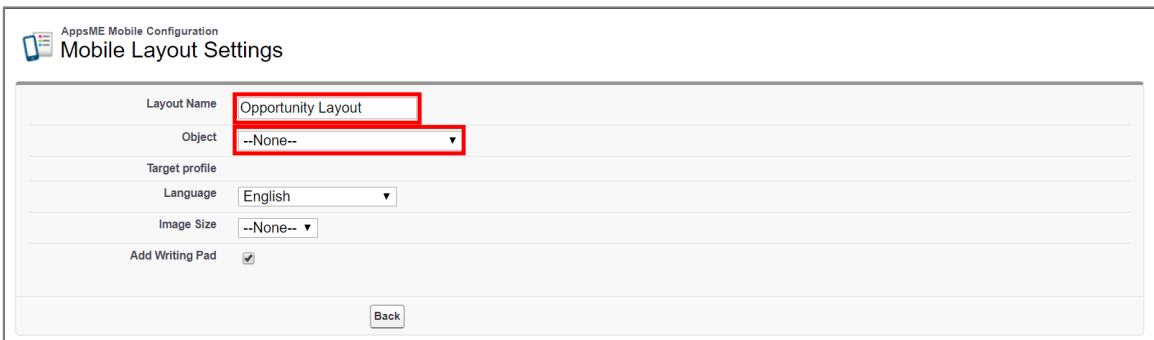 AppsME Mobile Configuration
Mobile Layout Settings
Layout Name Opportunity Layout
Object --None--
Target profile
Language English
Image Size --None--
Add Writing Pad
Back